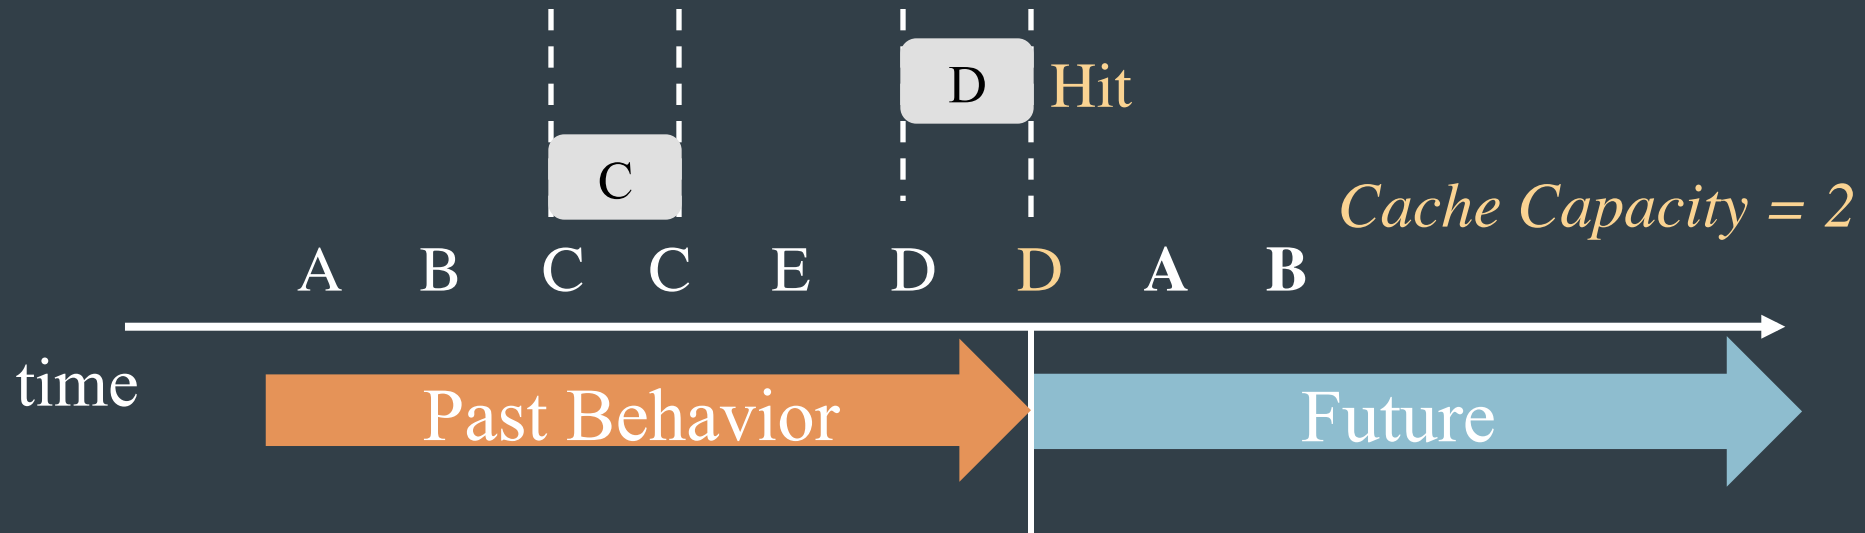 D Hit
C
Cache Capacity = 2
A B C C E D D A B
time
Past Behavior Future